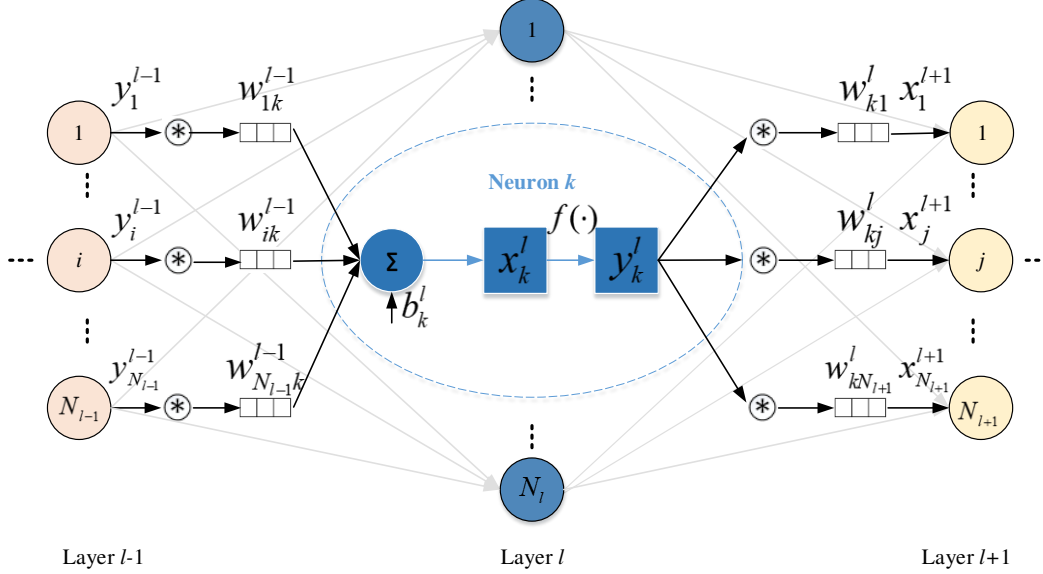 1
y_1^{l-1} w_{1k}^{l-1} w_{k1}^l x_1^{l+1}
1 * * 1
Neuron k
y_i^{l-1} w_{ik}^{l-1} f(·) w_{kj}^l x_j^{l+1}
i * Σ x_k^l y_k^l * j
b_k^l
y_{N_{l-1}}^{l-1} w_{N_{l-1}k}^{l-1} w_{kN_{l+1}}^l x_{N_{l+1}}^{l+1}
N_{l-1} * * N_{l+1}
N_l
Layer l-1 Layer l Layer l+1